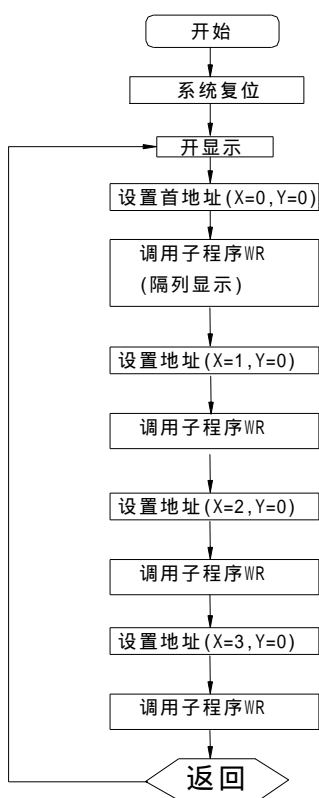 开始
系统复位
开显示
设置首地址(X=0,Y=0)
调用子程序WR
(隔列显示)
设置地址(X=1,Y=0)
调用子程序WR
设置地址(X=2,Y=0)
调用子程序WR
设置地址(X=3,Y=0)
调用子程序WR
返回